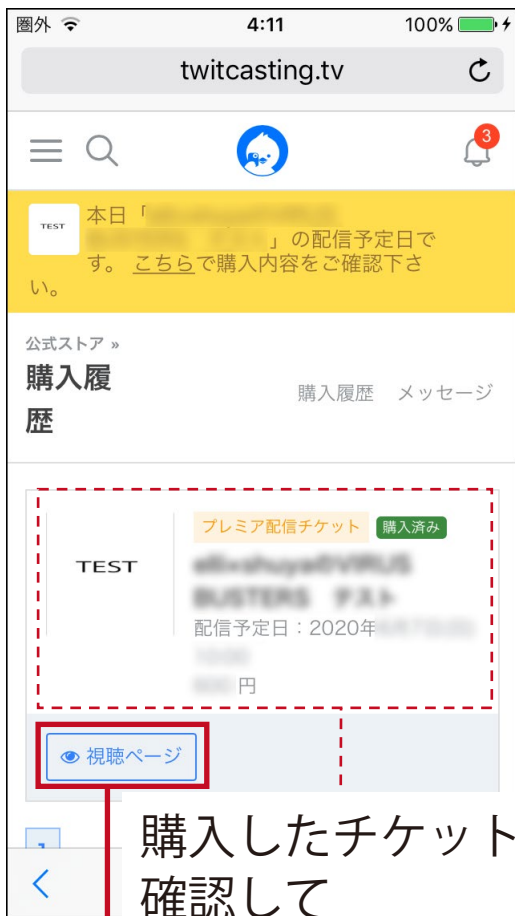 圏外 4:11 100%
twitcasting.tv
3
TEST
本日「
」の配信予定日で
す。 こちらで購入内容をご確認下さ
い。
公式ストア »
購入履
歴
購入履歴 メッセージ
プレミア配信チケット 購入済み
TEST
配信予定日：2020年
円
視聴ページ
購入したチケット
確認して